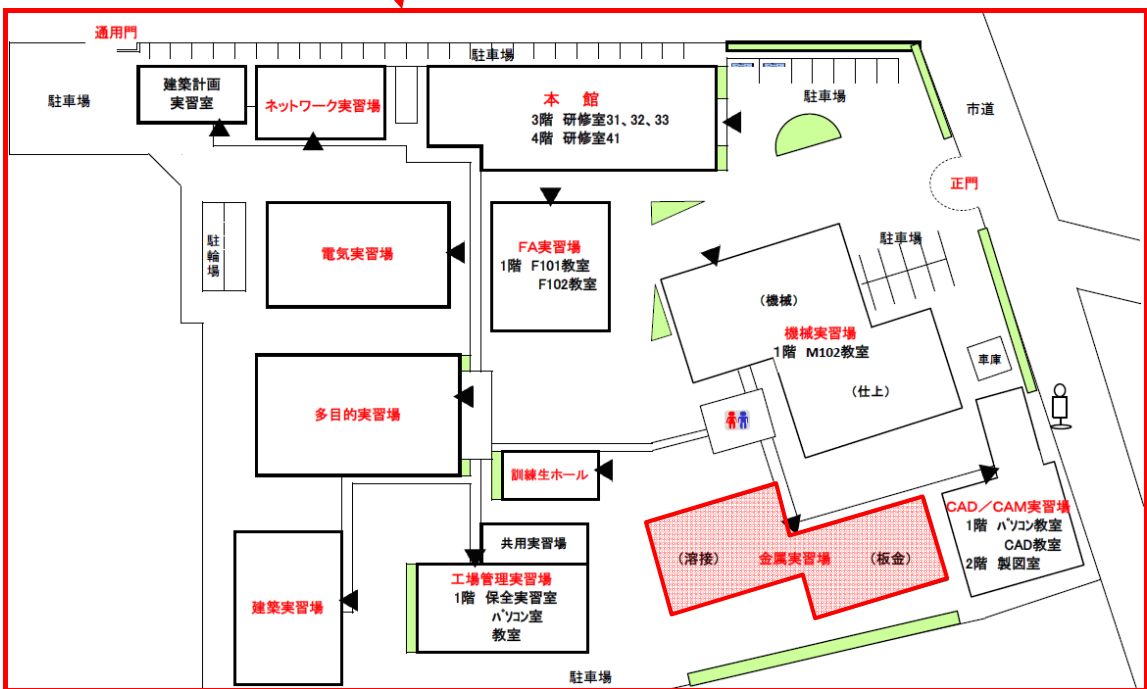 通用門
駐車場
駐車場
建築計画
実習室
ネットワーク実習場
本 館
3階 研修室31、32、33
4階 研修室41
駐車場
市道
正門
駐輪場
電気実習場
FA実習場
1階 F101教室
F102教室
駐車場
(機械)
機械実習場
1階 M102教室
(仕上)
車庫
多目的実習場
訓練生ホール
CAD/CAM実習場
1階 パソコン教室
CAD教室
2階 製図室
(溶接) 金属実習場 (板金)
共用実習場
工場管理実習場
1階 保全実習室
パソコン室
教室
建築実習場
駐車場